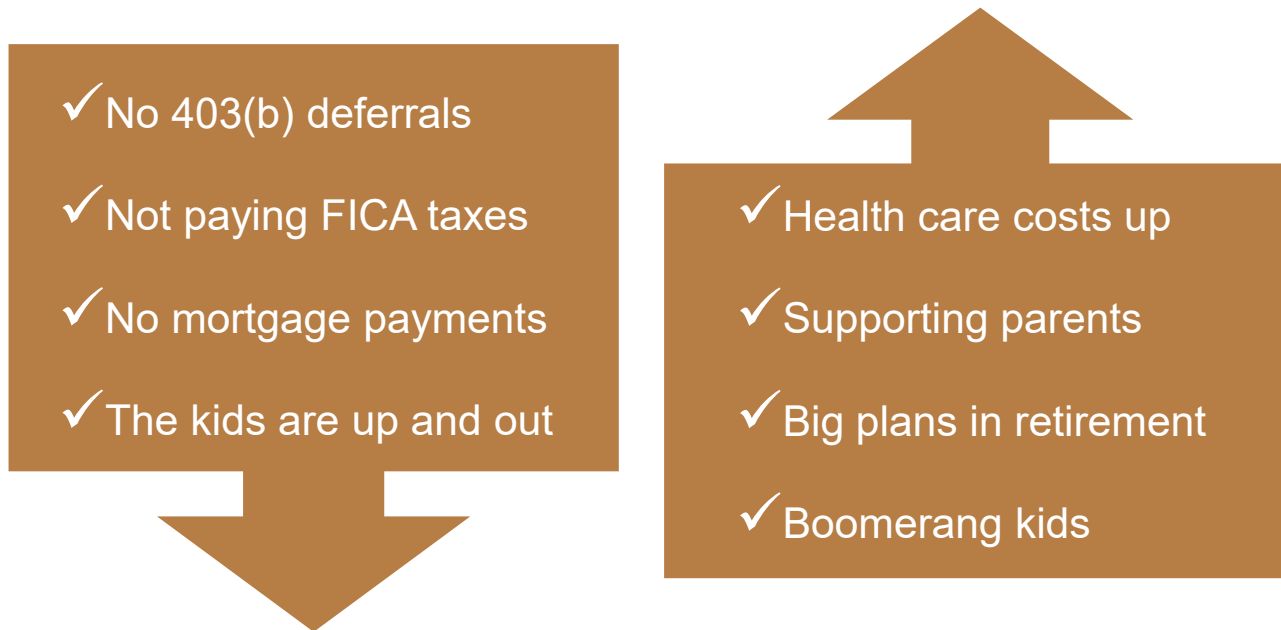 ✓No 403(b) deferrals
✓Not paying FICA taxes
✓No mortgage payments
✓The kids are up and out
✓Health care costs up
✓Supporting parents
✓Big plans in retirement
✓Boomerang kids